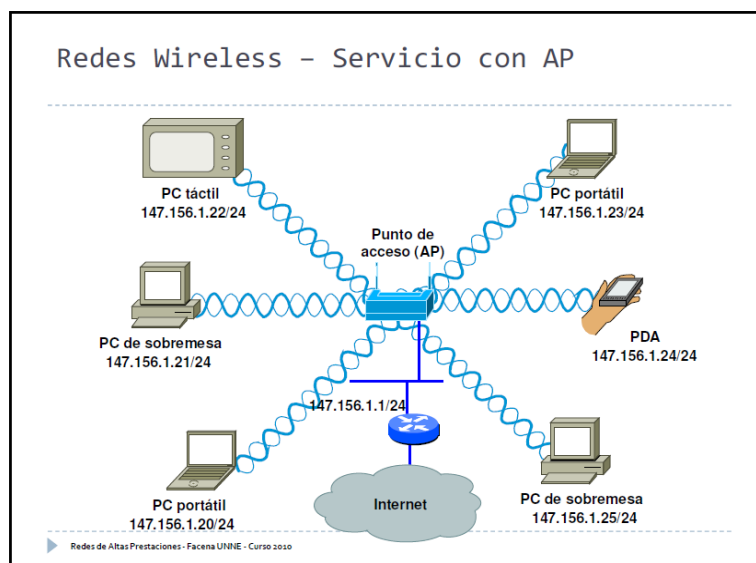 Redes Wireless – Servicio con AP
PC táctil
147.156.1.22/24
PC portátil
147.156.1.23/24
Punto de
acceso (AP)
PC de sobremesa
147.156.1.21/24
PDA
147.156.1.24/24
147.156.1.1/24
PC portátil
147.156.1.20/24
Internet
PC de sobremesa
147.156.1.25/24
Redes de Altas Prestaciones - Facena UNNE - Curso 2010